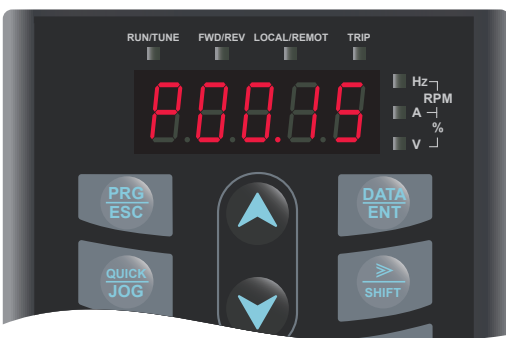 RUN/TUNE FWD/REV LOCAL/REMOT TRIP
P00.15
Hz
RPM
A
%
V
PRG
ESC
DATA
ENT
QUICK
JOG
SHIFT